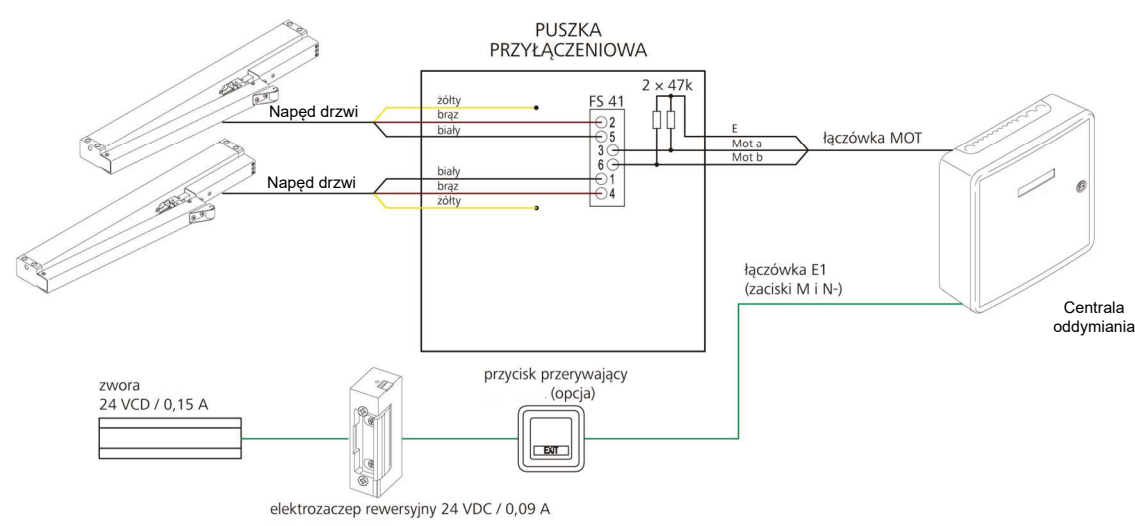 PUSZKA
PRZYŁĄCZENIOWA
2 x 47k
żółty
FS 41
Napęd drzwi
brąz
2
E
biały
5
Mot a
łączówka MOT
3
Mot b
6
biały
1
Napęd drzwi
brąz
4
żółty
łączówka E1
(zaciski M i N-)
Centrala
oddymiania
zwora
24 VCD / 0,15 A
przycisk przerywający
(opcja)
EXIT
elektrozaczep rewersyjny 24 VDC / 0,09 A